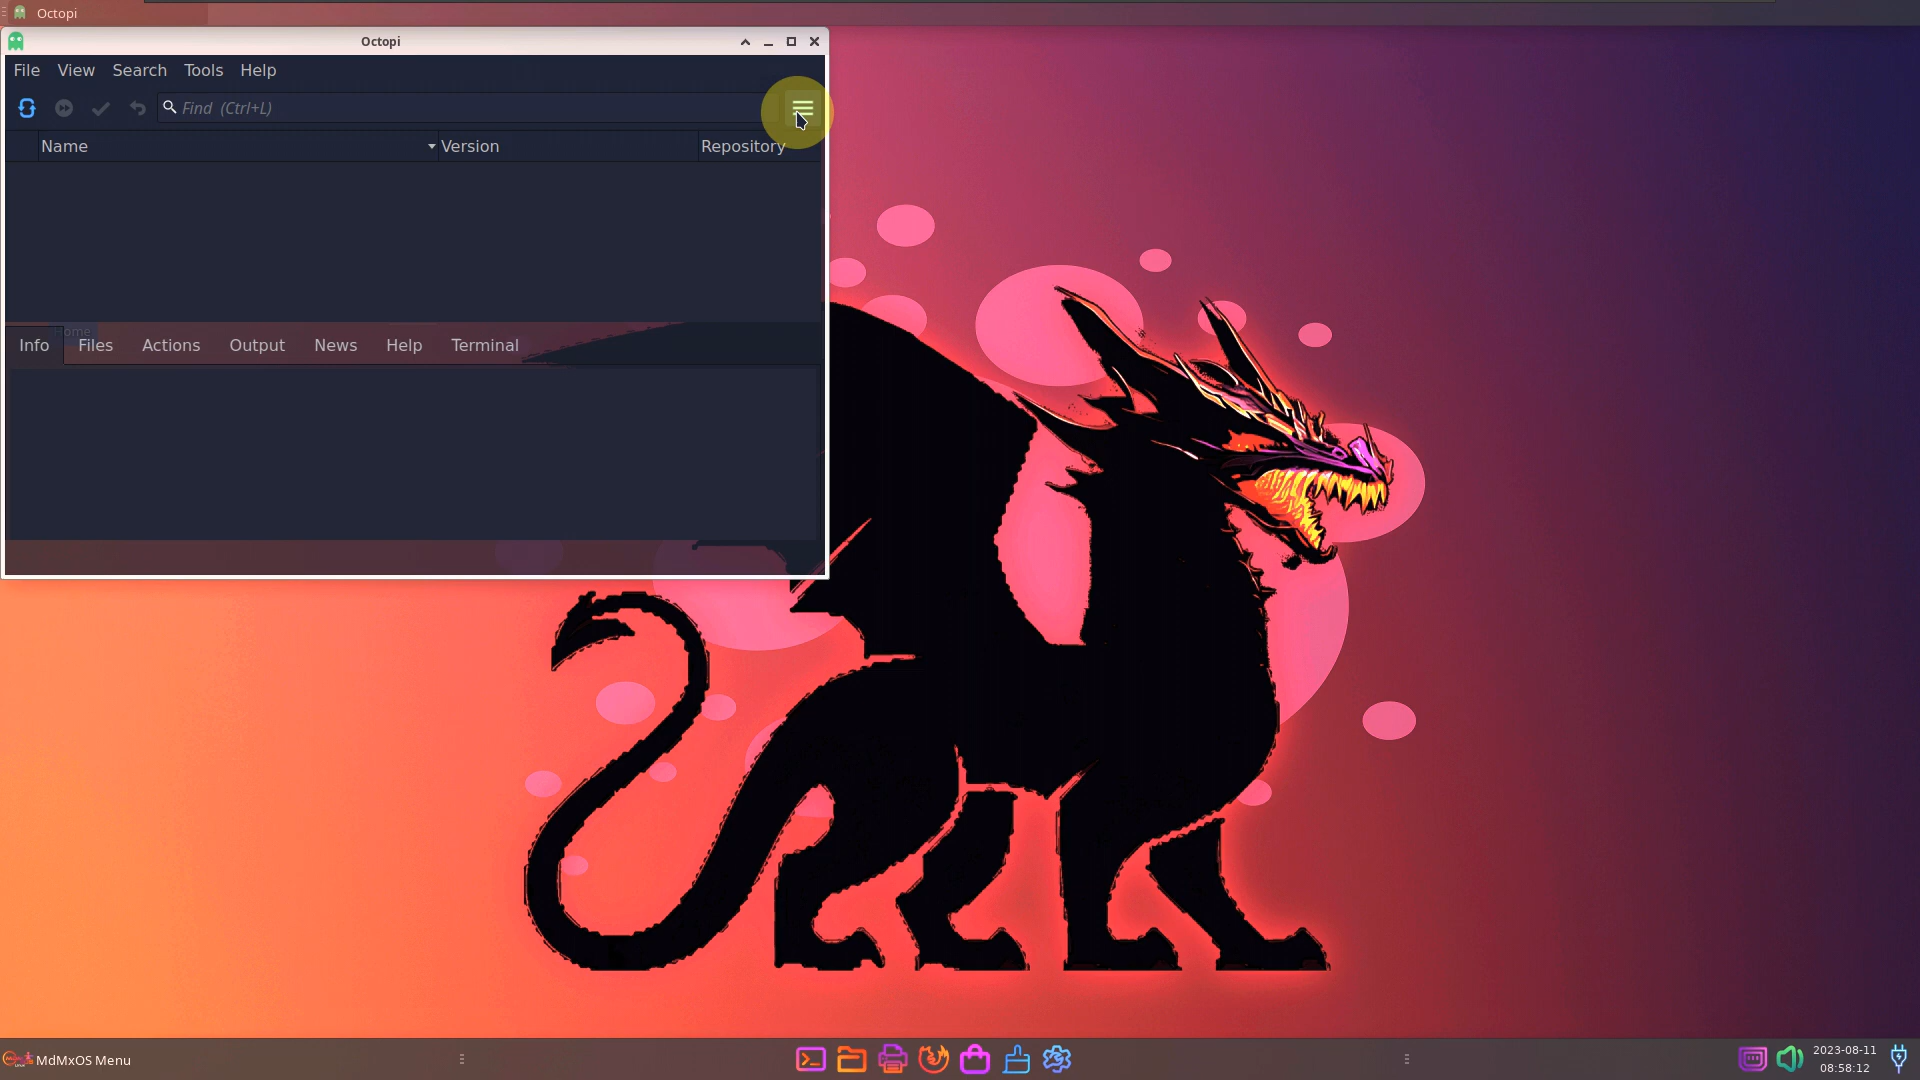 Octopi
Octopi
File View Search Tools Help
Find (Ctrl+L)
Name Version Repository
Home
Info Files Actions Output News Help Terminal
MdMxOS Menu
2023-08-11
08:58:12